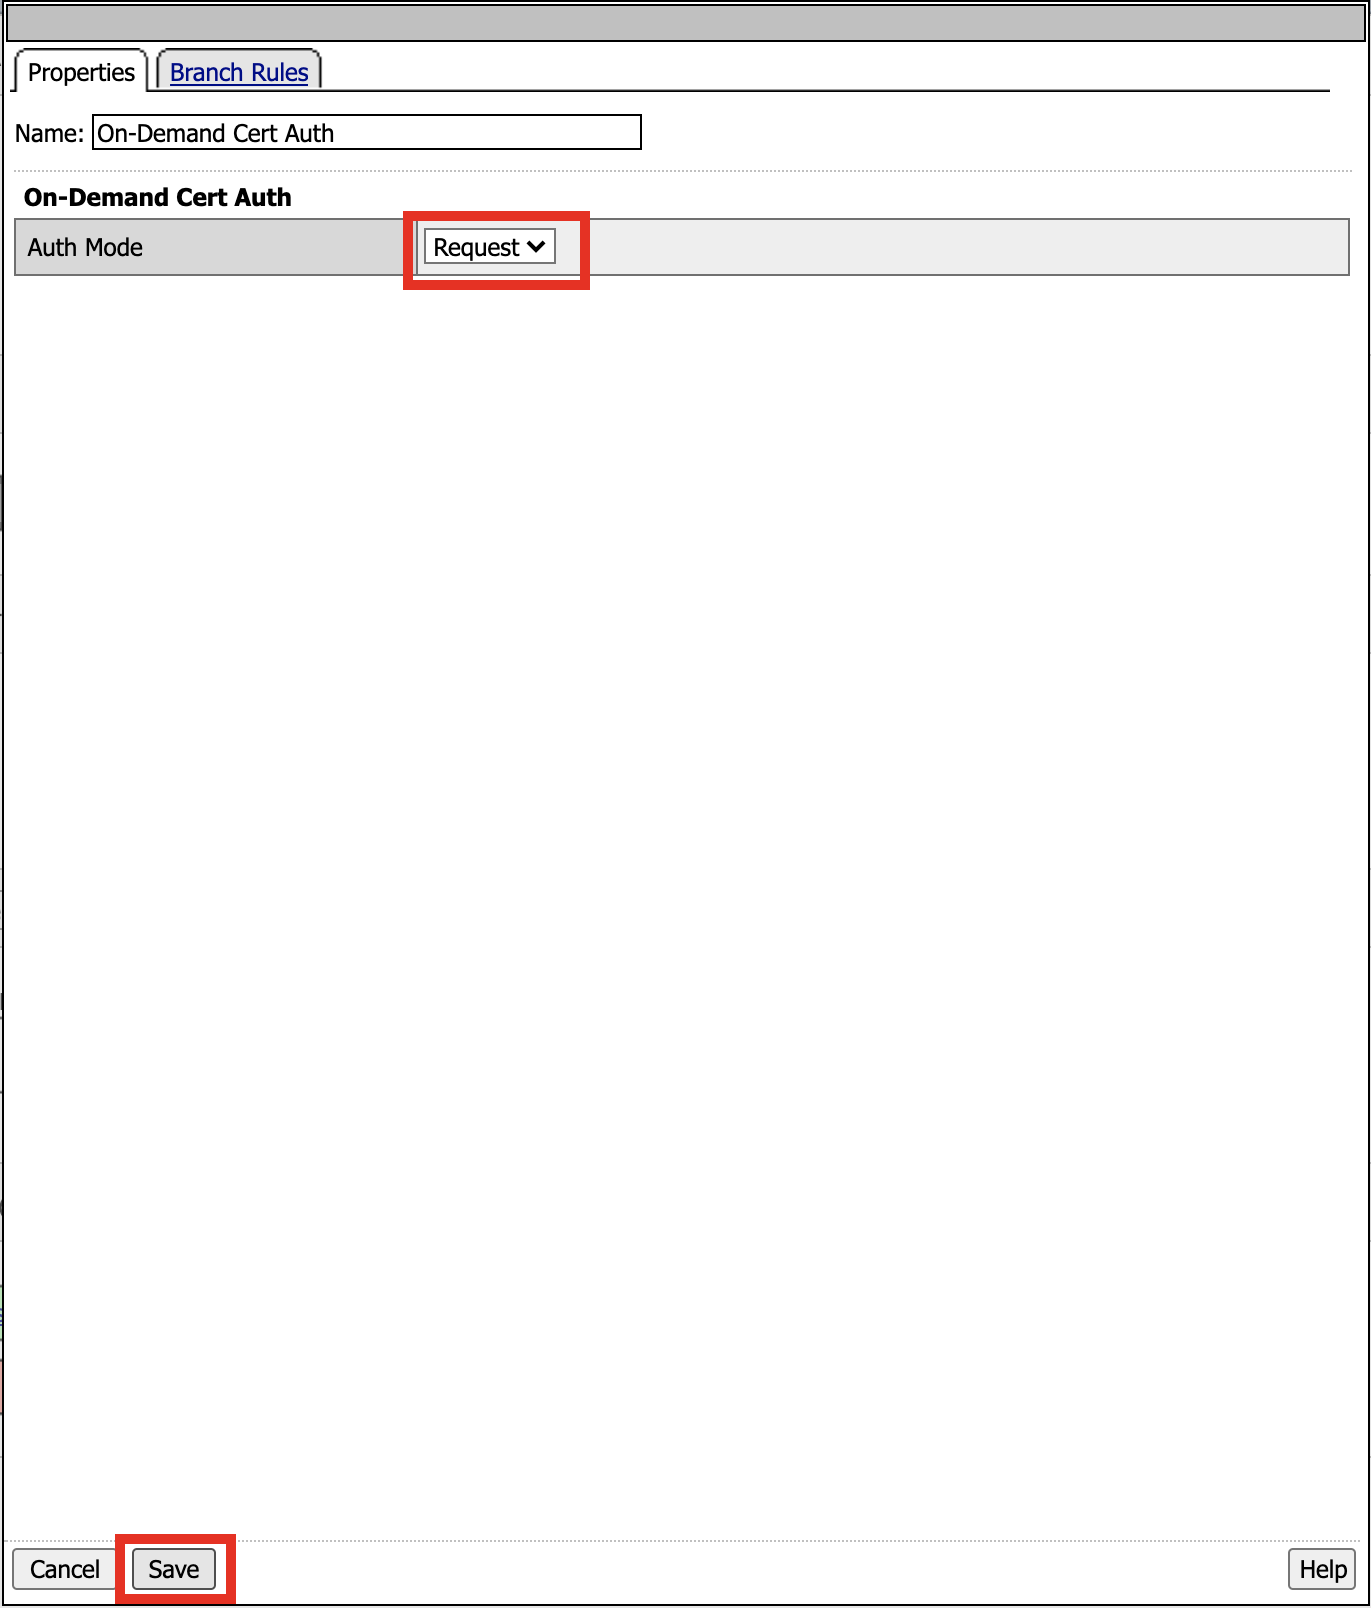 Properties Branch Rules
Name: On-Demand Cert Auth
On-Demand Cert Auth
Auth Mode Request
Cancel Save Help